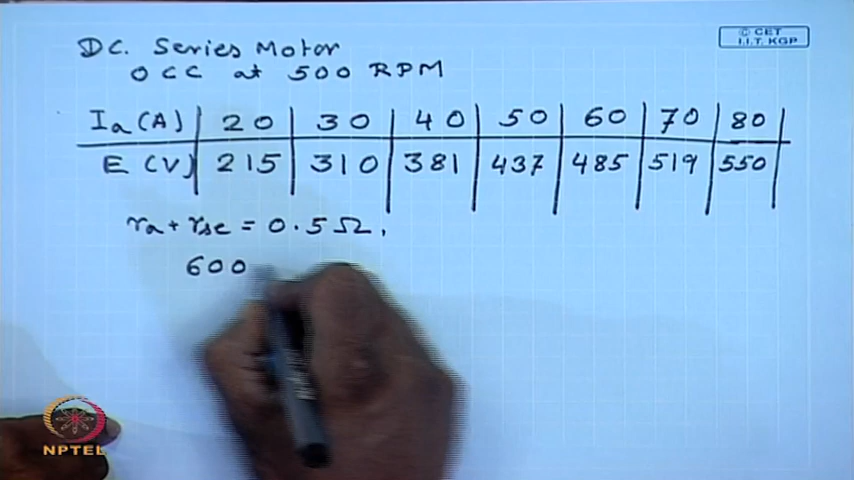 © CET
I.I.T. KGP
DC. Series Motor
OCC at 500 RPM
Ia (A) | 20 | 30 | 40 | 50 | 60 | 70 | 80 |
E (V) | 215 | 310 | 381 | 437 | 485 | 519 | 550
ra + rse = 0.5 Ω,
600
NPTEL